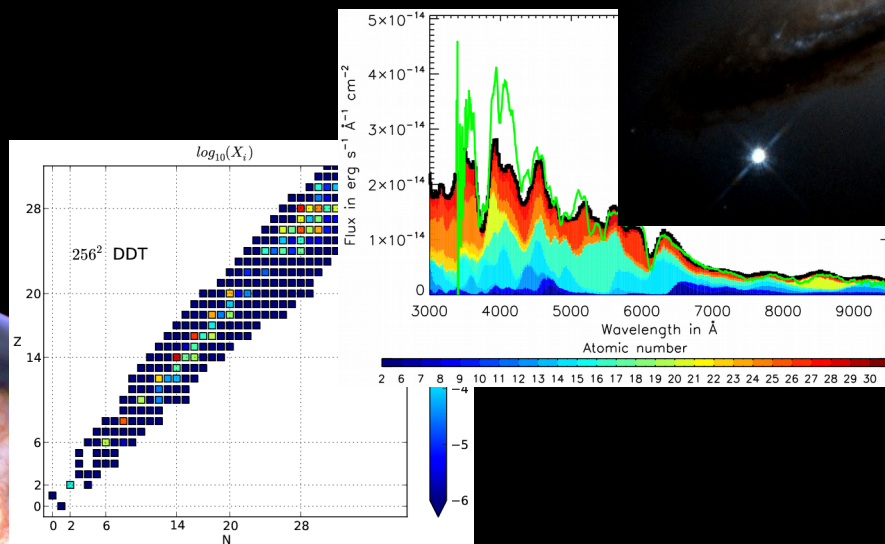 log₁₀(Xᵢ)
256² DDT
Z
28
20
14
6
2
0
0 2 6 14 20 28
N
−4
−5
−6
Flux in erg s⁻¹ Å⁻¹ cm⁻²
5×10⁻¹⁴
4×10⁻¹⁴
3×10⁻¹⁴
2×10⁻¹⁴
1×10⁻¹⁴
0
3000 4000 5000 6000 7000 8000 9000
Wavelength in Å
Atomic number
2 6 7 8 9 10 11 12 13 14 15 16 17 18 19 20 21 22 23 24 25 26 27 28 29 30